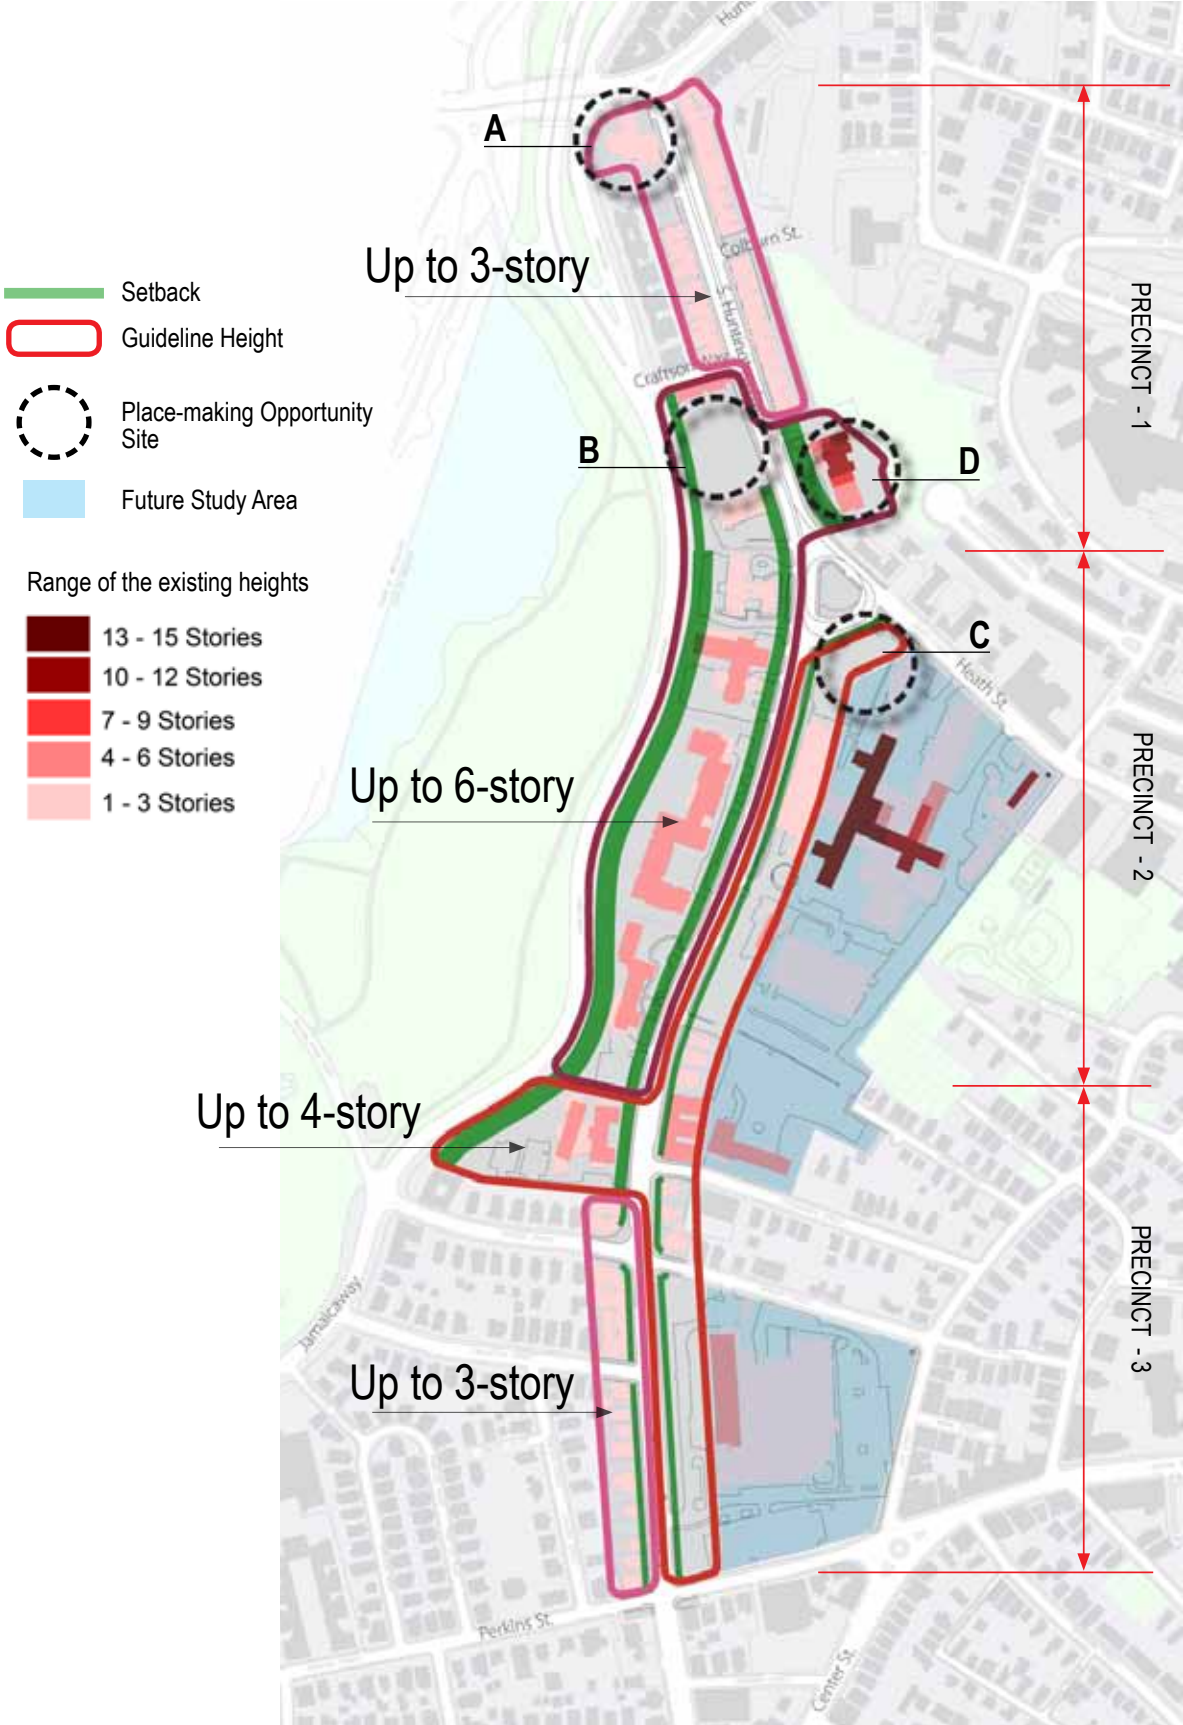 Hunt
A
Colburn St.
Up to 3-story
S. Hunting
Setback
Guideline Height
PRECINCT - 1
Place-making Opportunity
Site
B
D
Future Study Area
Range of the existing heights
13 - 15 Stories
10 - 12 Stories
7 - 9 Stories
4 - 6 Stories
1 - 3 Stories
C
Heath St.
Up to 6-story
PRECINCT - 2
Up to 4-story
PRECINCT - 3
Jamaicaway
Up to 3-story
Perkins St.
Center St.